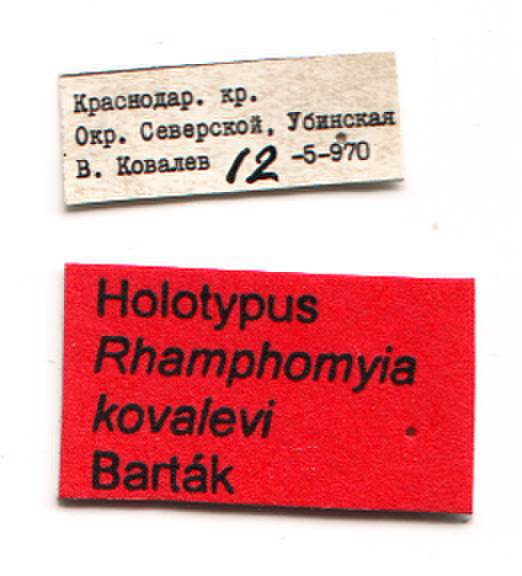 Краснодар. кр.
Окр. Северской, Убинская
В. Ковалев 12 -5-970
Holotypus
Rhamphomyia
kovalevi
Barták